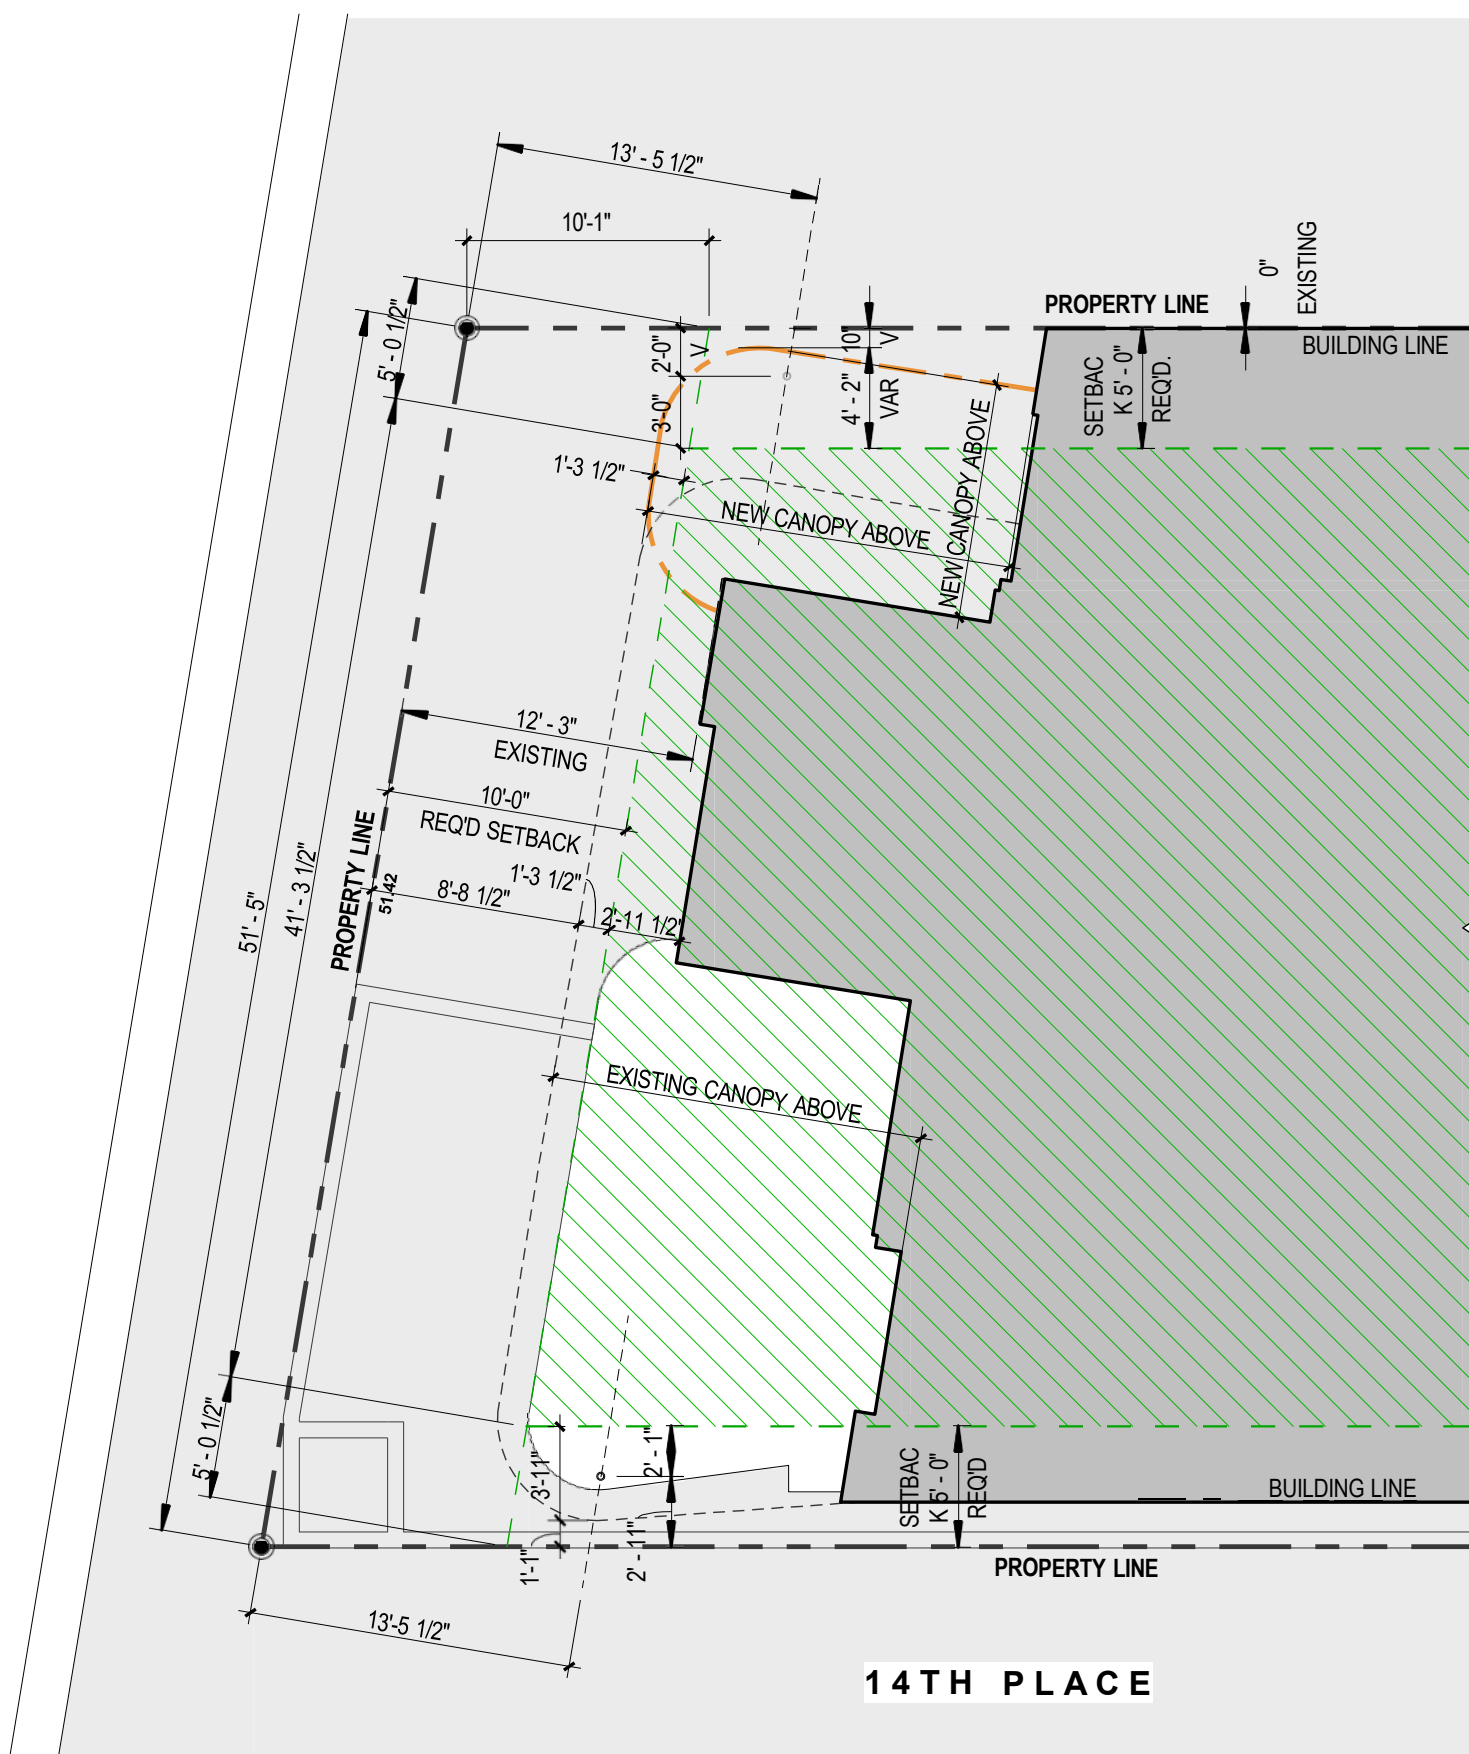 13' - 5 1/2"
10'-1"
0"
EXISTING
PROPERTY LINE
BUILDING LINE
5' - 0 1/2"
2'-0"
V
10"
V
3'-0"
4' - 2"
VAR
SETBAC
K 5' - 0"
REQ'D.
1'-3 1/2"
NEW CANOPY ABOVE
NEW CANOPY ABOVE
12' - 3"
EXISTING
10'-0"
REQ'D SETBACK
1'-3 1/2"
8'-8 1/2"
2'-11 1/2"
PROPERTY LINE
51.42
41' - 3 1/2"
51' - 5"
EXISTING CANOPY ABOVE
5' - 0 1/2"
3'-11"
2' - 1"
SETBAC
K 5' - 0"
REQ'D
BUILDING LINE
1'-1"
2' - 11"
PROPERTY LINE
13'-5 1/2"
14TH PLACE